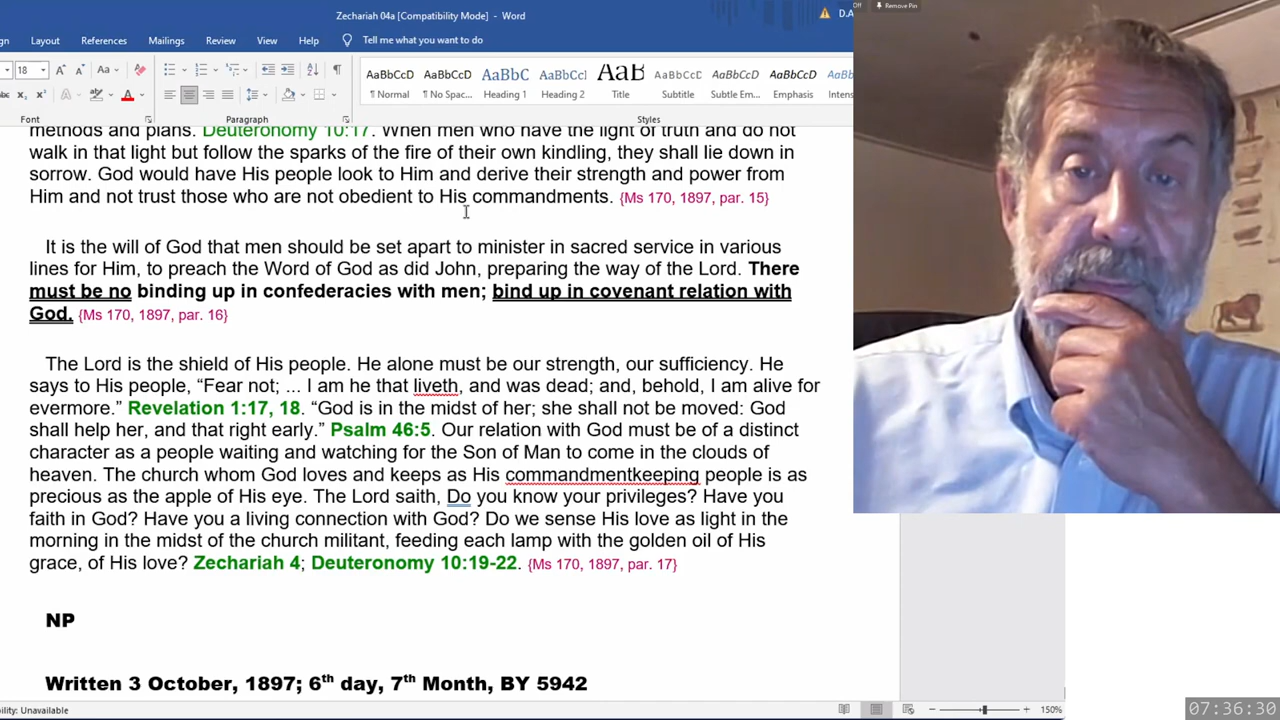 Zechariah 04a [Compatibility Mode] - Word
D.A
Off
Remove Pin
gn Layout References Mailings Review View Help Tell me what you want to do
18
Aa
AaBbCcD AaBbCcD AaBbC AaBbCcl AaB AaBbCcD AaBbCcD AaBbCcD AaBb
¶ Normal ¶ No Spac... Heading 1 Heading 2 Title Subtitle Subtle Em... Emphasis Intens
Font Paragraph Styles
methods and plans. Deuteronomy 10:17. When men who have the light of truth and do not
walk in that light but follow the sparks of the fire of their own kindling, they shall lie down in
sorrow. God would have His people look to Him and derive their strength and power from
Him and not trust those who are not obedient to His commandments. {Ms 170, 1897, par. 15}
It is the will of God that men should be set apart to minister in sacred service in various
lines for Him, to preach the Word of God as did John, preparing the way of the Lord. There
must be no binding up in confederacies with men; bind up in covenant relation with
God. {Ms 170, 1897, par. 16}
The Lord is the shield of His people. He alone must be our strength, our sufficiency. He
says to His people, “Fear not; ... I am he that liveth, and was dead; and, behold, I am alive for
evermore.” Revelation 1:17, 18. “God is in the midst of her; she shall not be moved: God
shall help her, and that right early.” Psalm 46:5. Our relation with God must be of a distinct
character as a people waiting and watching for the Son of Man to come in the clouds of
heaven. The church whom God loves and keeps as His commandmentkeeping people is as
precious as the apple of His eye. The Lord saith, Do you know your privileges? Have you
faith in God? Have you a living connection with God? Do we sense His love as light in the
morning in the midst of the church militant, feeding each lamp with the golden oil of His
grace, of His love? Zechariah 4; Deuteronomy 10:19-22. {Ms 170, 1897, par. 17}
NP
Written 3 October, 1897; 6th day, 7th Month, BY 5942
bility: Unavailable
150%
07:36:30